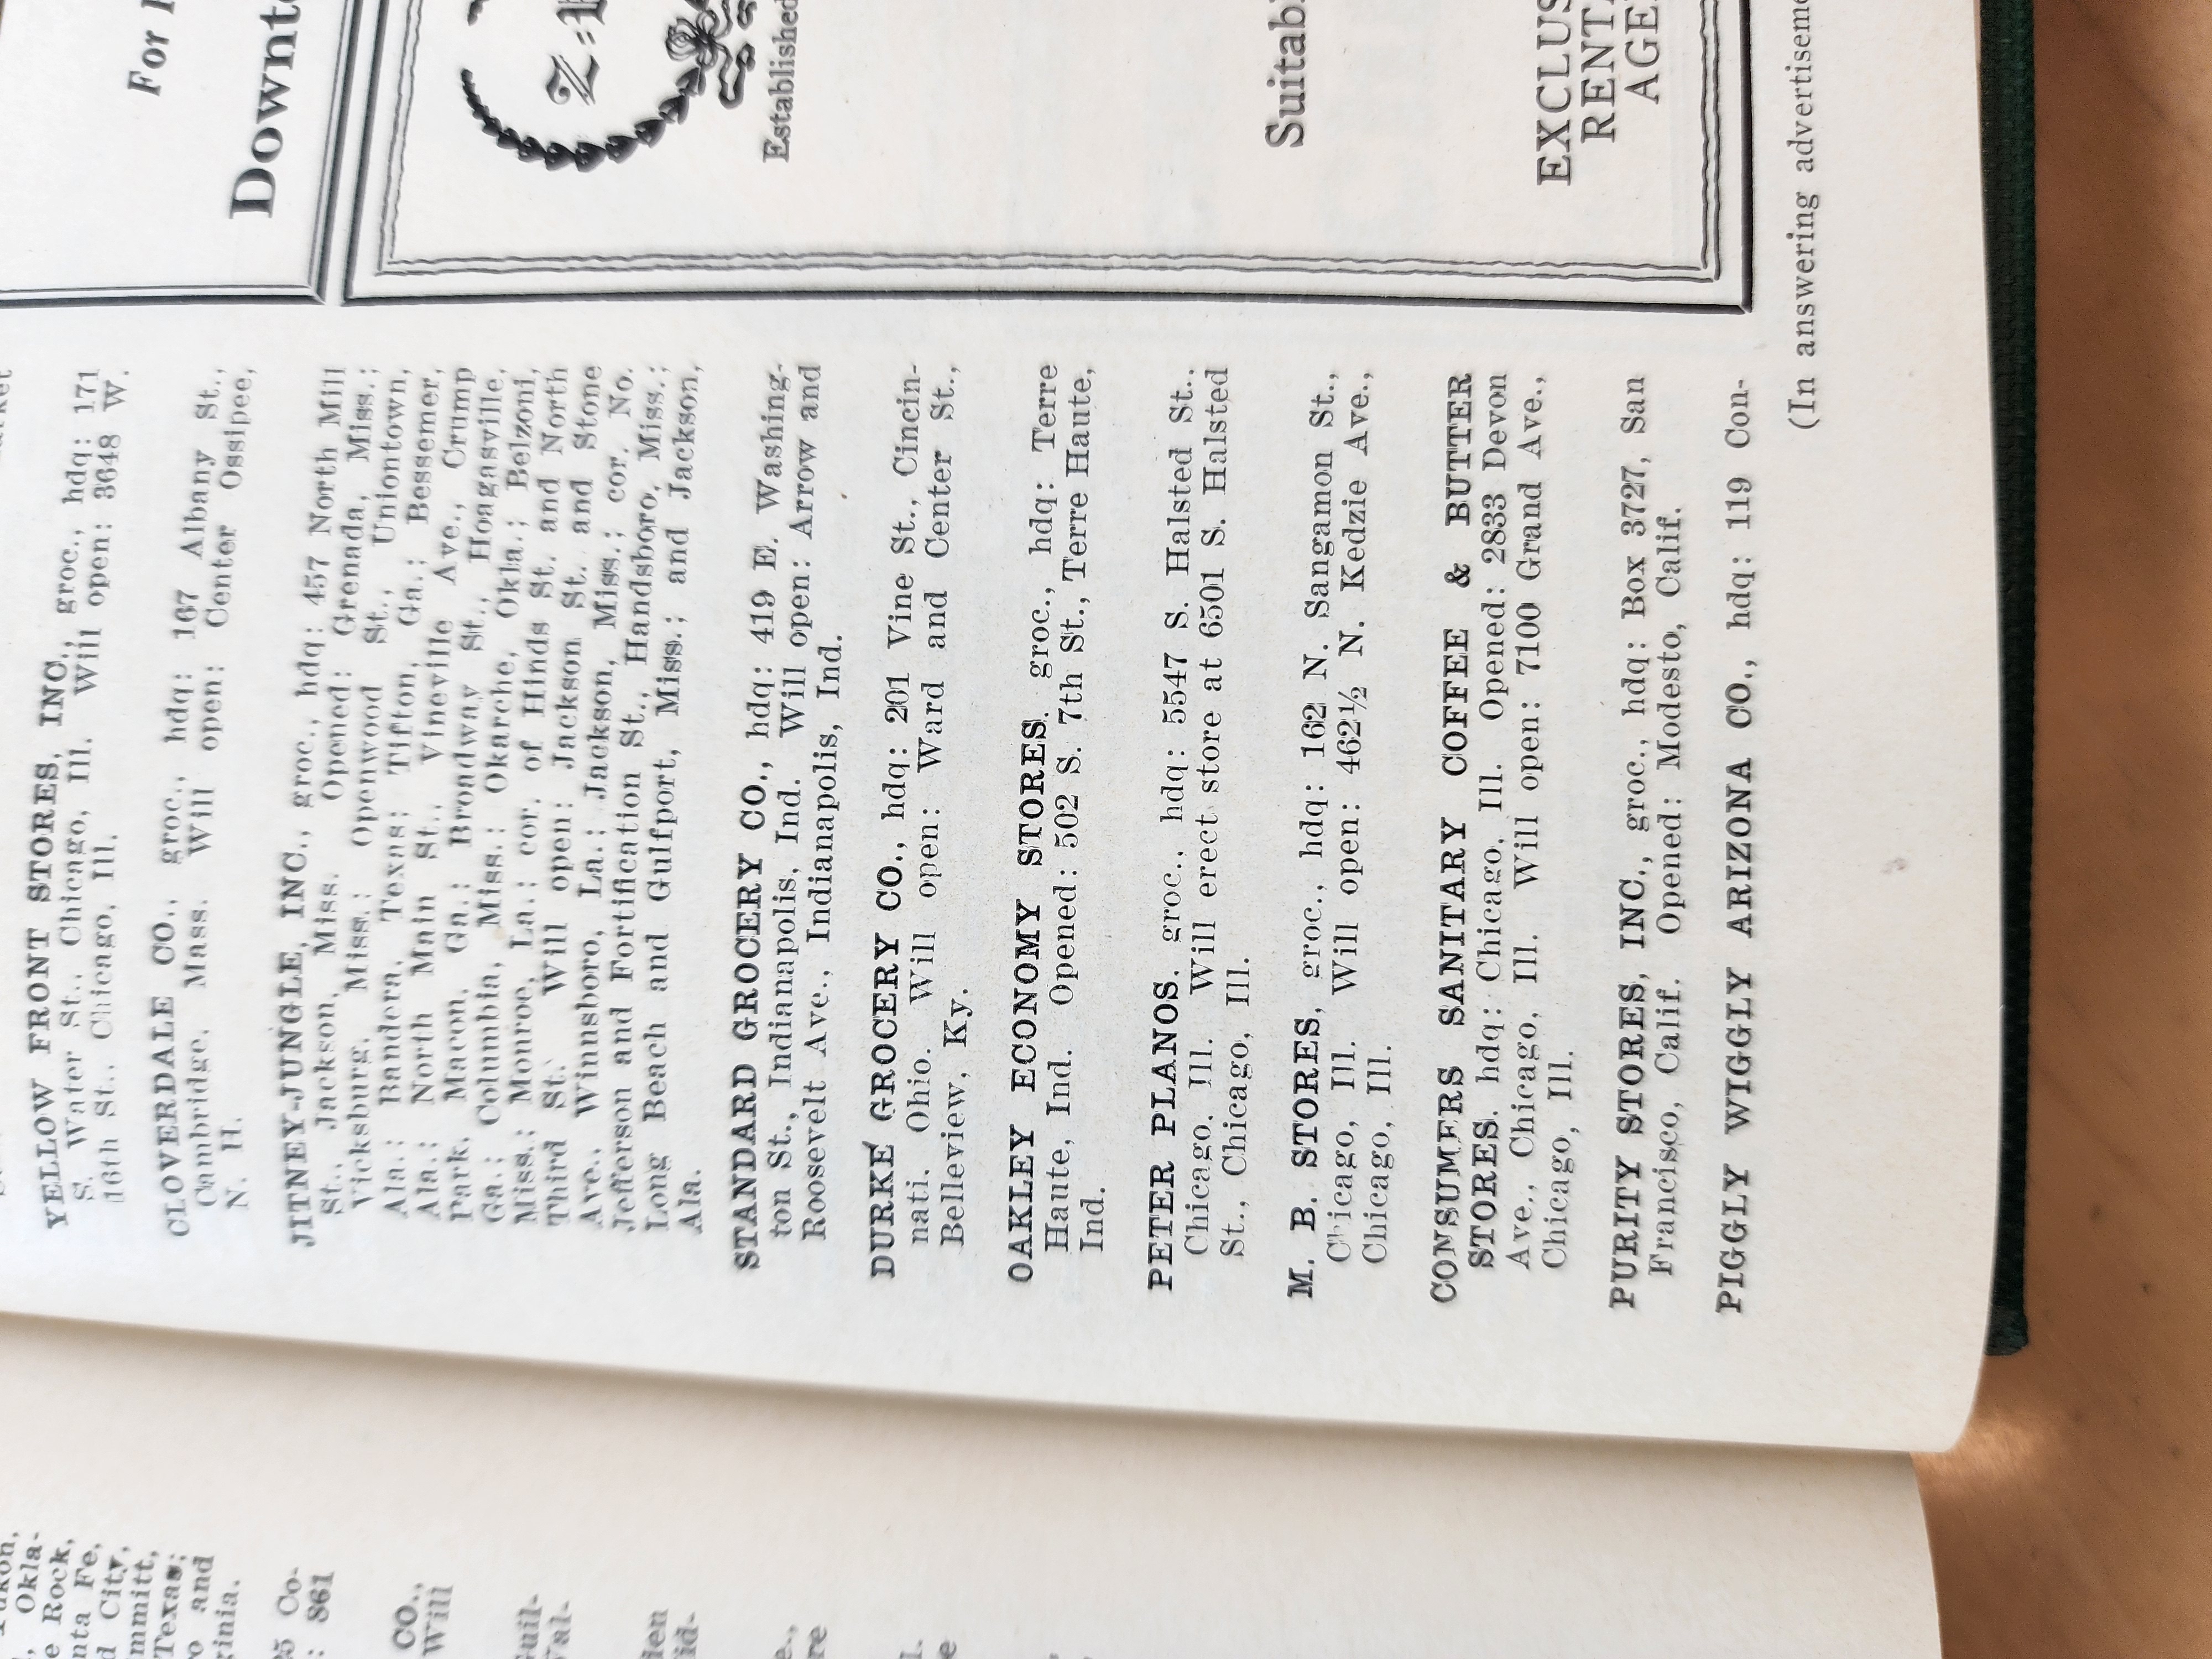 YELLOW FRONT STORES, INC., groc., hdq: 171
S. Water St., Chicago, Ill. Will open: 3648 W.
16th St., Chicago, Ill.
CLOVERDALE CO., groc., hdq: 167 Albany St.,
Cambridge, Mass. Will open: Center Ossipee,
N. H.
JITNEY-JUNGLE, INC., groc., hdq: 457 North Mill
St., Jackson, Miss. Opened: Grenada, Miss.;
Vicksburg, Miss.; Openwood St., Uniontown,
Ala.; Bandera, Texas; Tifton, Ga.; Bessemer,
Ala.; North Main St., Vineville Ave., Crump
Park, Macon, Ga.; Broadway St., Hoagasville,
Ga.; Columbia, Miss.; Okarche, Okla.; Belzoni,
Miss.; Monroe, La.; cor. of Hinds St. and North
Third St. Will open: Jackson St. and Stone
Ave., Winnsboro, La.; Jackson, Miss.; cor. No.
Jefferson and Fortification St., Handsboro, Miss.;
Long Beach and Gulfport, Miss.; and Jackson,
Ala.
STANDARD GROCERY CO., hdq: 419 E. Washing-
ton St., Indianapolis, Ind. Will open: Arrow and
Roosevelt Ave., Indianapolis, Ind.
DURKE GROCERY CO., hdq: 201 Vine St., Cincin-
nati, Ohio. Will open: Ward and Center St.,
Belleview, Ky.
OAKLEY ECONOMY STORES, groc., hdq: Terre
Haute, Ind. Opened: 502 S. 7th St., Terre Haute,
Ind.
PETER PLANOS, groc., hdq: 5547 S. Halsted St.,
Chicago, Ill. Will erect store at 6501 S. Halsted
St., Chicago, Ill.
M. B. STORES, groc., hdq: 162 N. Sangamon St.,
Chicago, Ill. Will open: 462½ N. Kedzie Ave.,
Chicago, Ill.
CONSUMERS SANITARY COFFEE & BUTTER
STORES, hdq: Chicago, Ill. Opened: 2833 Devon
Ave., Chicago, Ill. Will open: 7100 Grand Ave.,
Chicago, Ill.
PURITY STORES, INC., groc., hdq: Box 3727, San
Francisco, Calif. Opened: Modesto, Calif.
PIGGLY WIGGLY ARIZONA CO., hdq: 119 Con-
For
Downt
Established
Suitab
EXCLUS
RENT
AGE
(In answering advertiseme
Okla-
Rock,
Fe,
City,
Texas;
and
Co-
: 861
CO.,
Will